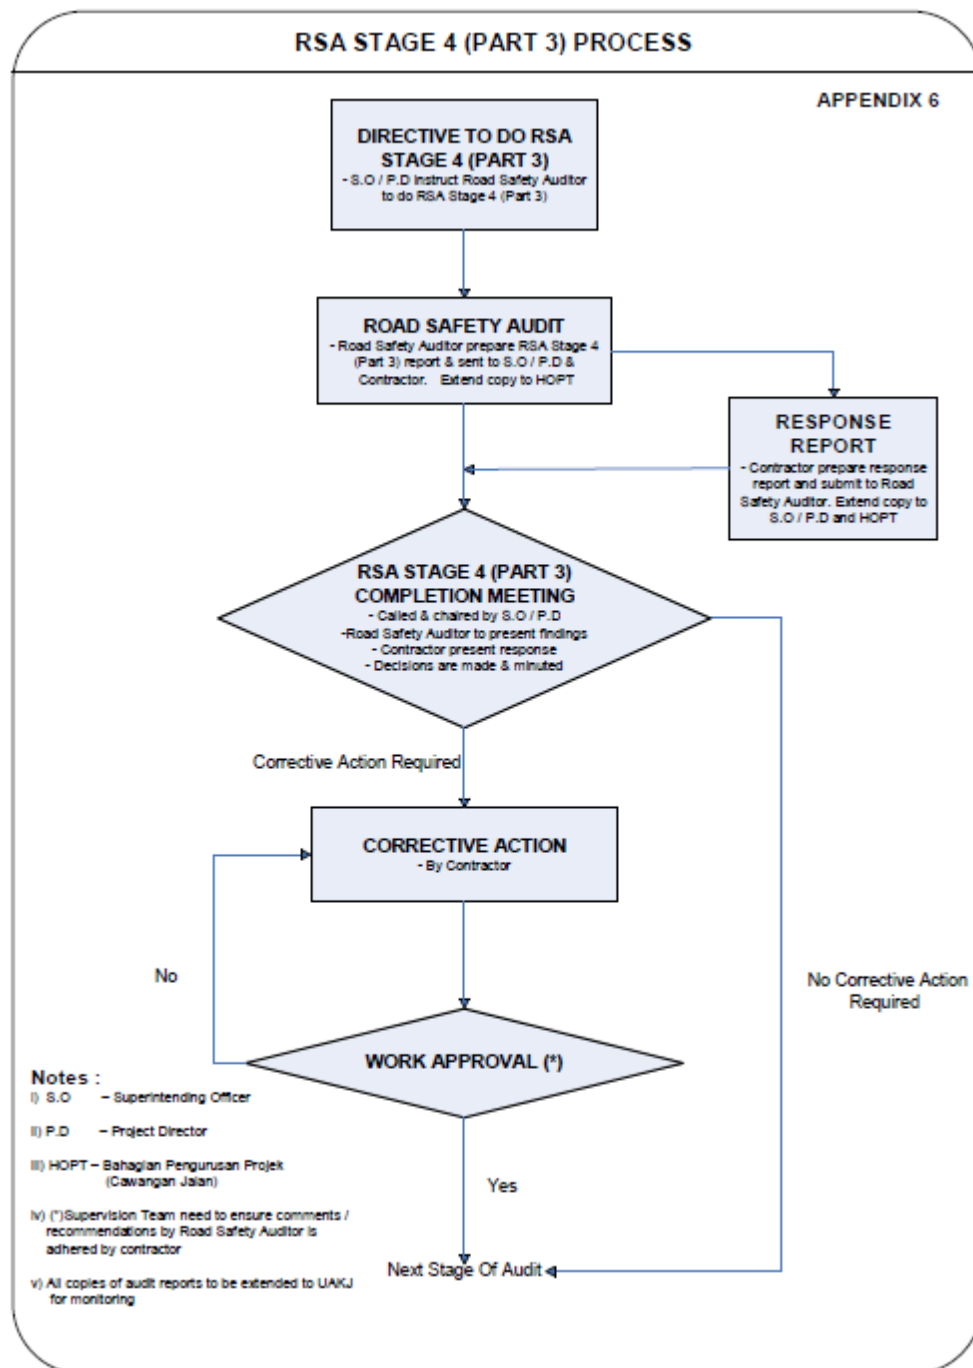 RSA STAGE 4 (PART 3) PROCESS
APPENDIX 6
DIRECTIVE TO DO RSA
STAGE 4 (PART 3)
- S.O / P.D Instruct Road Safety Auditor
to do RSA Stage 4 (Part 3)
ROAD SAFETY AUDIT
- Road Safety Auditor prepare RSA Stage 4
(Part 3) report & sent to S.O / P.D &
Contractor. Extend copy to HOPT
RESPONSE
REPORT
- Contractor prepare response
report and submit to Road
Safety Auditor. Extend copy to
S.O / P.D and HOPT
RSA STAGE 4 (PART 3)
COMPLETION MEETING
- Called & chaired by S.O / P.D
-Road Safety Auditor to present findings
- Contractor present response
- Decisions are made & minuted
Corrective Action Required
CORRECTIVE ACTION
- By Contractor
No
No Corrective Action
Required
WORK APPROVAL (*)
Yes
Next Stage Of Audit
Notes :
i) S.O – Superintending Officer
ii) P.D – Project Director
iii) HOPT – Bahagian Pengurusan Projek
(Cawangan Jalan)
iv) (*)Supervision Team need to ensure comments /
recommendations by Road Safety Auditor is
adhered by contractor
v) All copies of audit reports to be extended to UAKJ
for monitoring